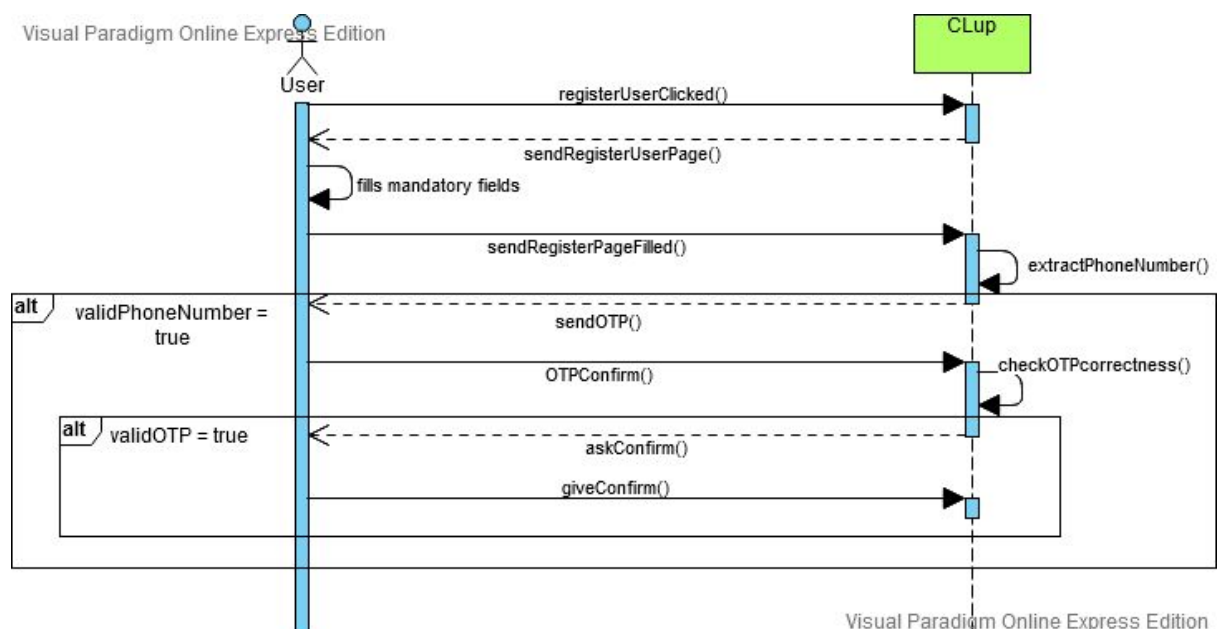 Visual Paradigm Online Express Edition
CLup
User
registerUserClicked()
sendRegisterUserPage()
fills mandatory fields
sendRegisterPageFilled()
extractPhoneNumber()
alt
validPhoneNumber =
true
sendOTP()
checkOTPcorrectness()
OTPConfirm()
alt
validOTP = true
askConfirm()
giveConfirm()
Visual Paradigm Online Express Edition